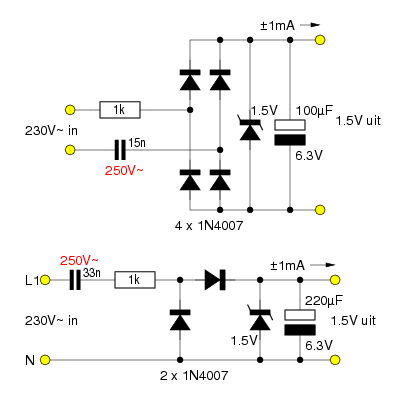 ±1mA
1k
1.5V
100µF
230V~ in
1.5V uit
15n
250V~
6.3V
4 x 1N4007
250V~
±1mA
L1
33n
1k
220µF
230V~ in
1.5V uit
1.5V
6.3V
N
2 x 1N4007